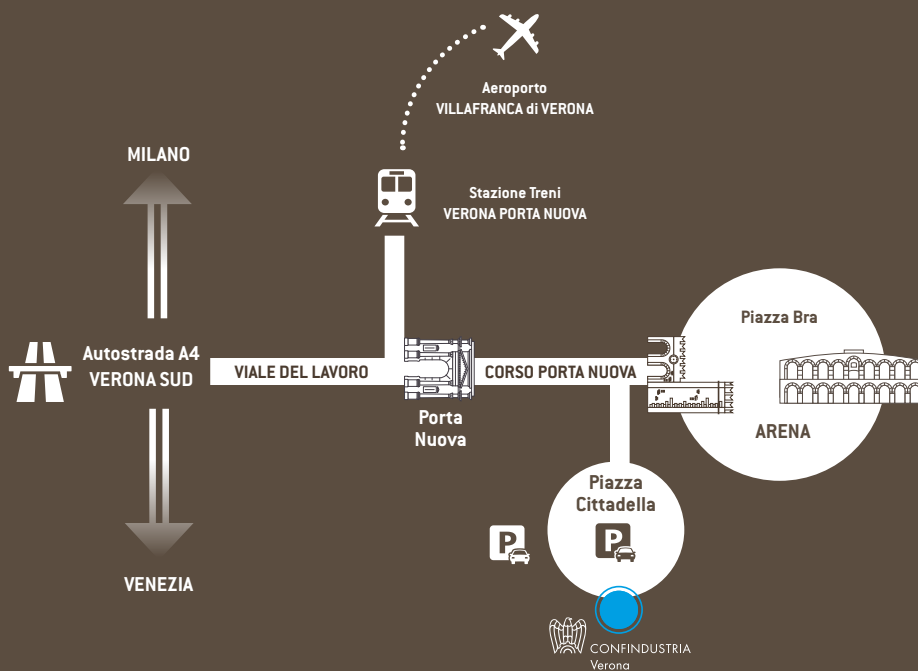 Aeroporto
VILLAFRANCA di VERONA
MILANO
Stazione Treni
VERONA PORTA NUOVA
Piazza Bra
Autostrada A4
VERONA SUD
VIALE DEL LAVORO
CORSO PORTA NUOVA
Porta
Nuova
ARENA
Piazza
Cittadella
P
P
VENEZIA
CONFINDUSTRIA
Verona